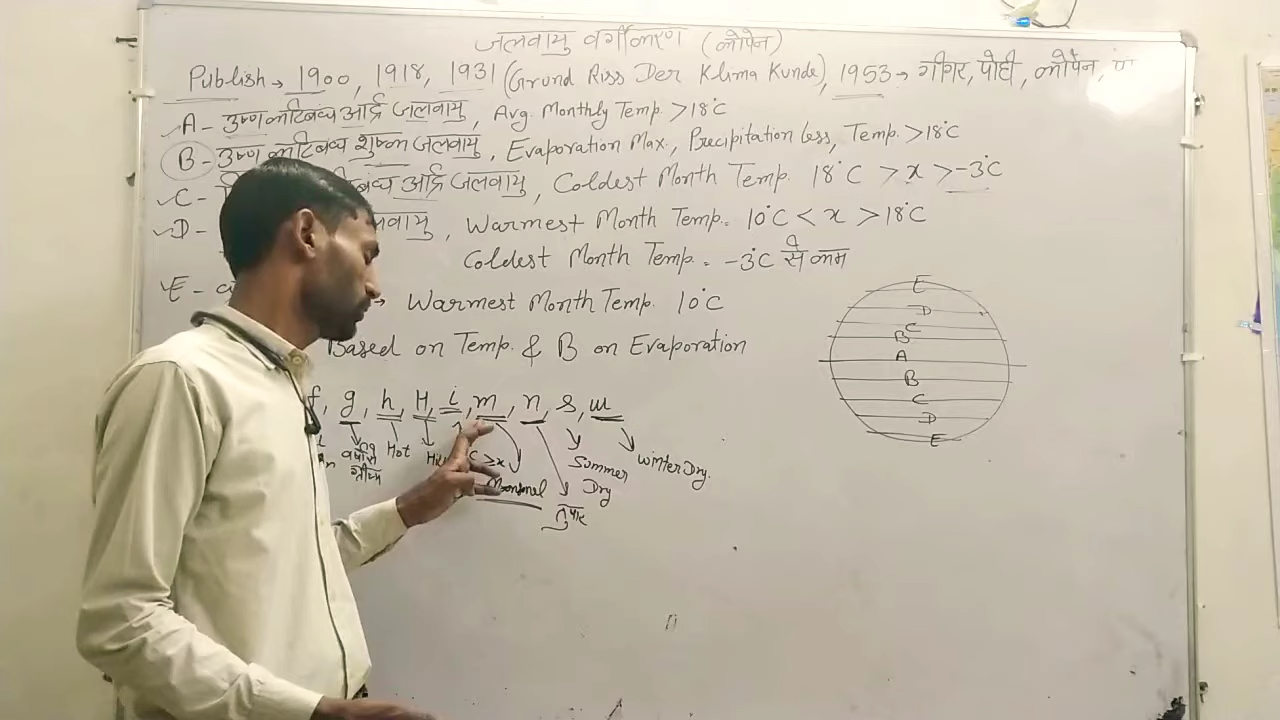 जलवायु वर्गीकरण (कोपेन)
Publish → 1900, 1918, 1931 (Grund Riss Der Klima Kunde), 1953 → गीगर, पोही, कोपेन,
A - उष्ण कटिबंध आर्द्र जलवायु, Avg. Monthly Temp. > 18°C
B - उष्ण कटिबंध शुष्क जलवायु, Evaporation Max., Precipitation less, Temp. > 18°C
C - कटिबंध आर्द्र जलवायु, Coldest Month Temp. 18°C > x > -3°C
D - जलवायु, Warmest Month Temp. 10°C < x > 18°C
Coldest Month Temp. -3°C से कम
E - → Warmest Month Temp. 10°C
Based on Temp. & B on Evaporation
f, g, h, H, i, m, n, s, w
Hot
Monsoonal
तुषार
Summer Dry
Winter Dry.
E
D
C
B
A
B
C
D
E